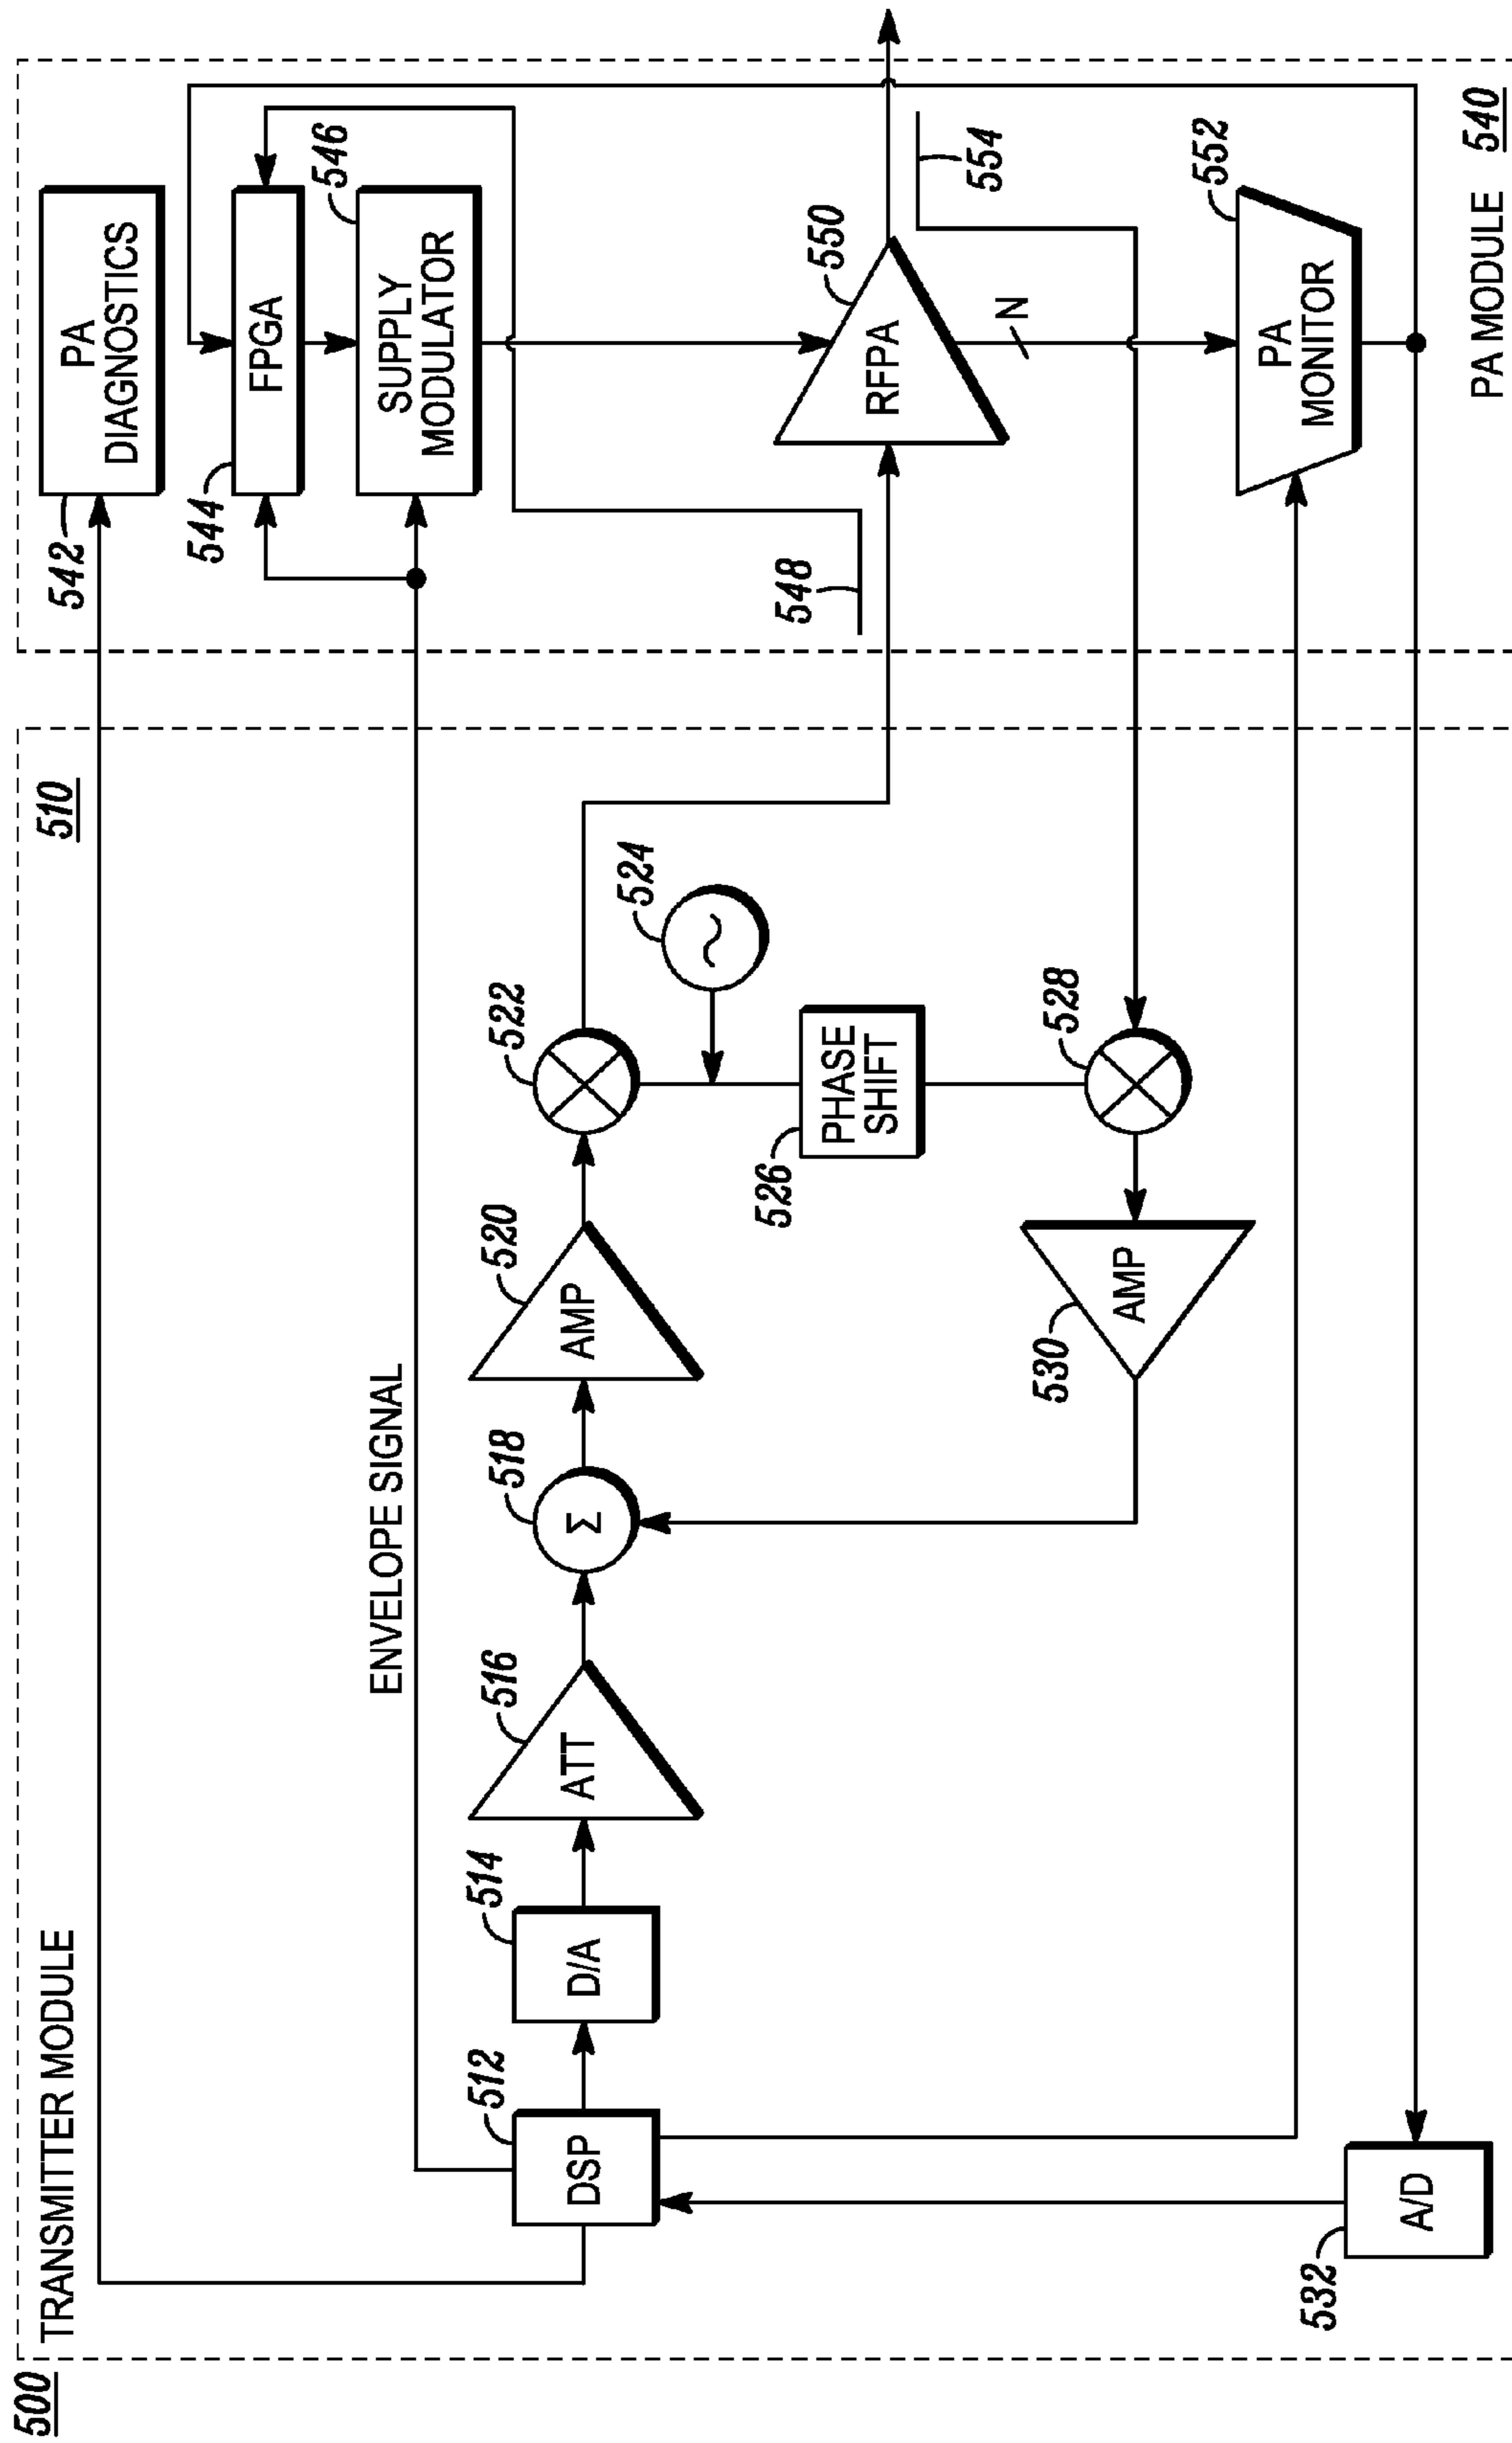 500
TRANSMITTER MODULE
510
ENVELOPE SIGNAL
512
DSP
514
D/A
516
ATT
518
Σ
520
AMP
522
524
526
PHASE
SHIFT
528
530
AMP
532
A/D
542
PA
DIAGNOSTICS
544
FPGA
546
SUPPLY
MODULATOR
548
550
RFPA
N
554
552
PA
MONITOR
PA MODULE 540